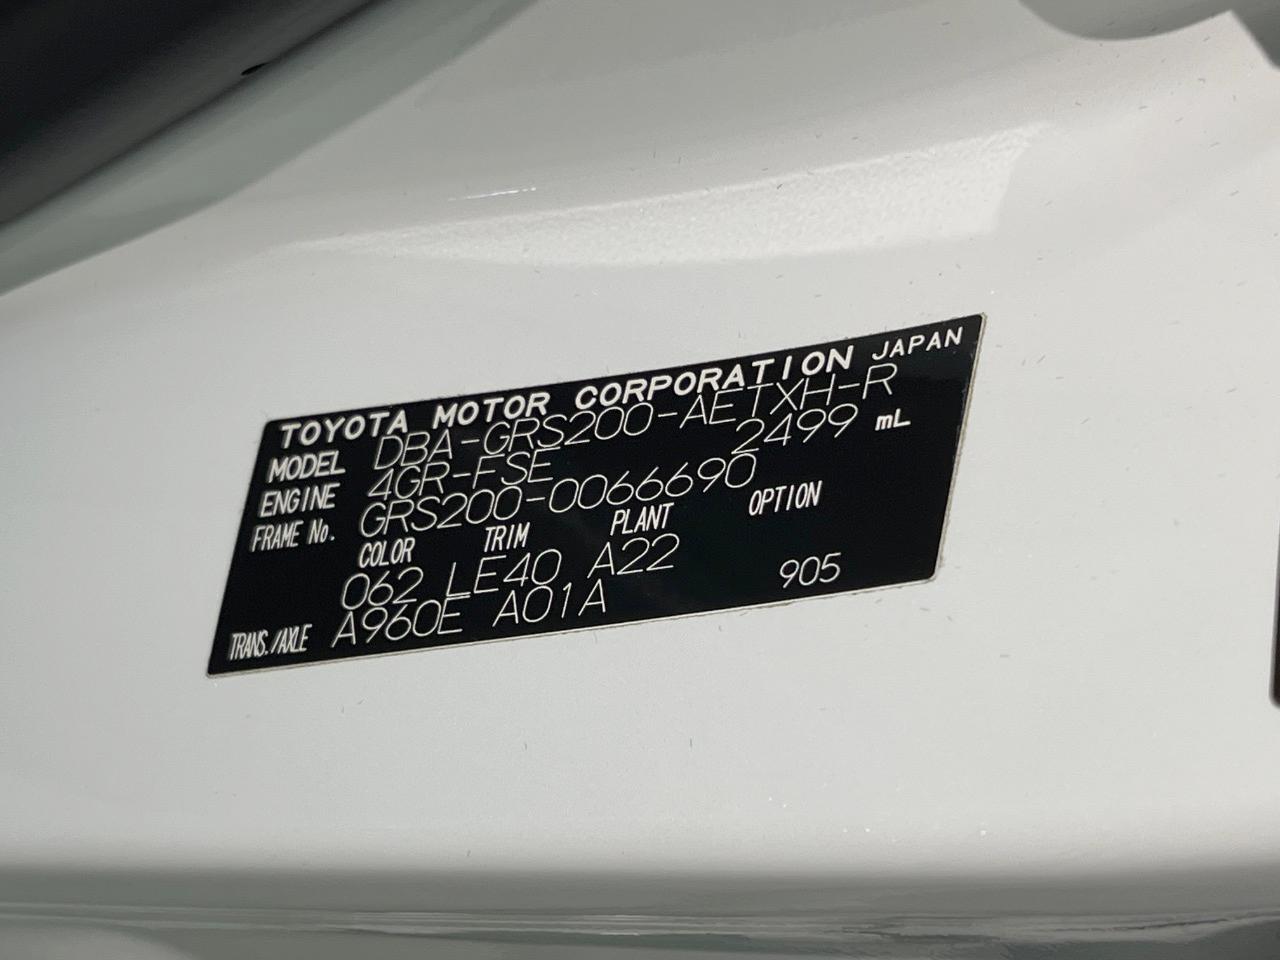 TOYOTA MOTOR CORPORATION JAPAN
MODEL DBA-GRS200-AETXH-R
ENGINE 4GR-FSE 2499 mL
FRAME No. GRS200-0066690
COLOR TRIM PLANT OPTION
062 LE40 A22
TRANS./AXLE A960E A01A 905